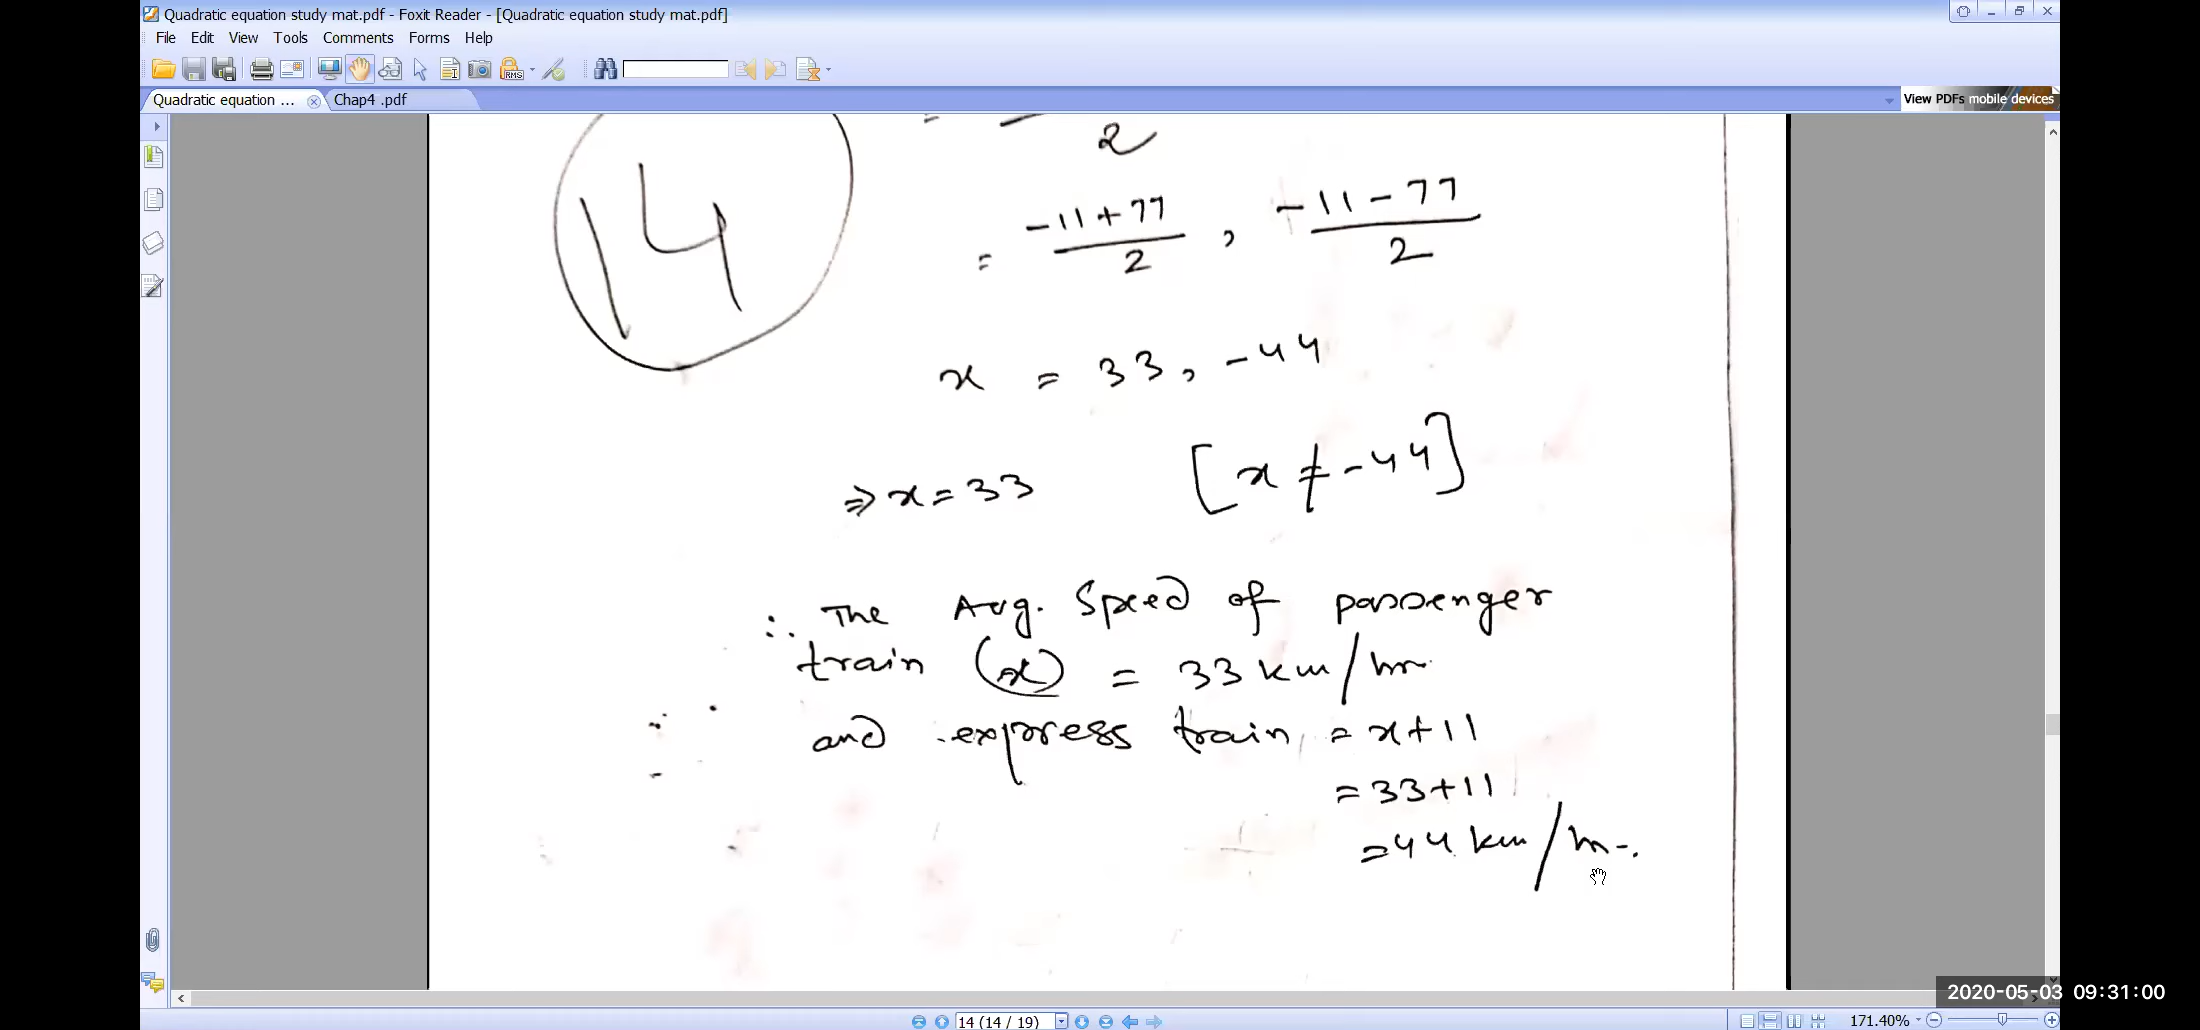 Quadratic equation study mat.pdf - Foxit Reader - [Quadratic equation study mat.pdf]
File Edit View Tools Comments Forms Help
RMS
Quadratic equation ... Chap4 .pdf
View PDFs mobile devices
=
2
14
= -11+77/2 , -11-77/2
x = 33, -44
⇒ x = 33 [x ≠ -44]
∴ The Avg. Speed of passenger
train (x) = 33 km/hr
and express train = x+11
= 33+11
= 44 km/hr.
2020-05-03 09:31:00
14 (14 / 19)
171.40%